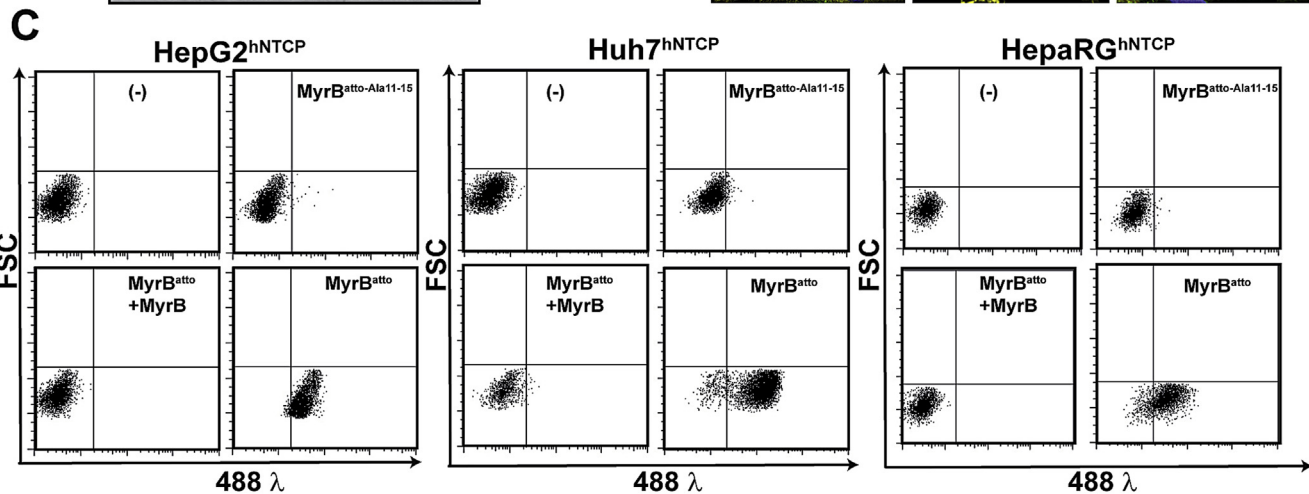 C
HepG2hNTCP
(-)
MyrBatto-Ala11-15
MyrBatto
+MyrB
MyrBatto
FSC
488 λ
Huh7hNTCP
(-)
MyrBatto-Ala11-15
MyrBatto
+MyrB
MyrBatto
FSC
488 λ
HepaRGhNTCP
(-)
MyrBatto-Ala11-15
MyrBatto
+MyrB
MyrBatto
FSC
488 λ